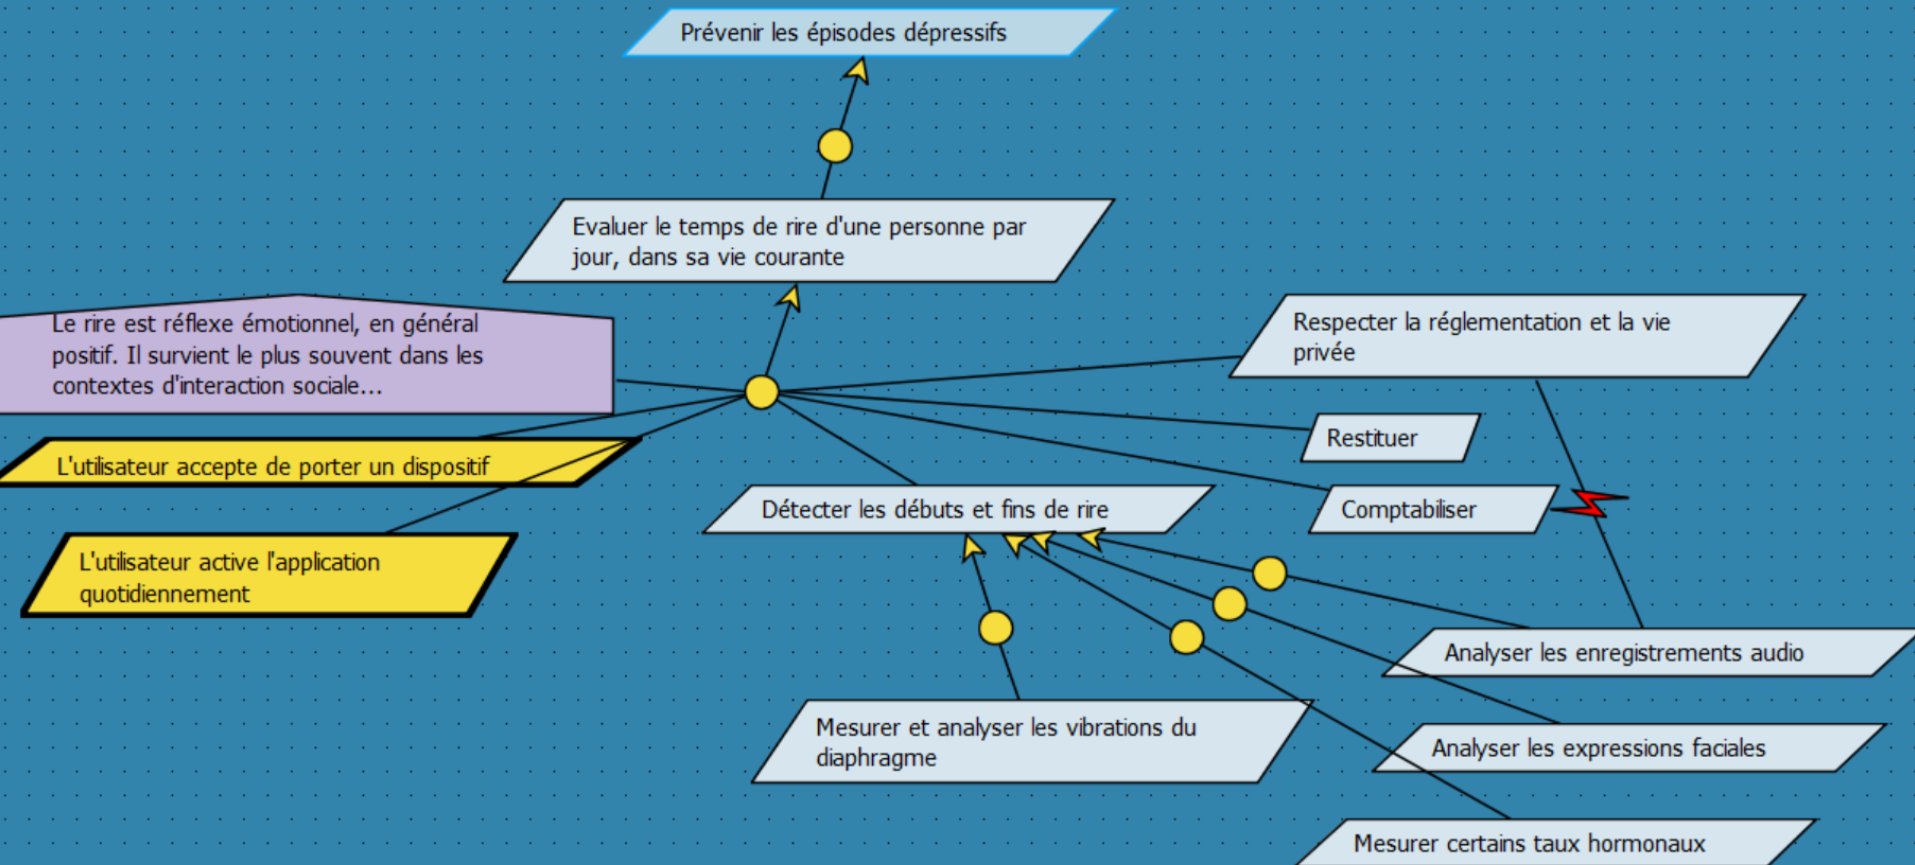 Prévenir les épisodes dépressifs
Evaluer le temps de rire d'une personne par
jour, dans sa vie courante
Le rire est réflexe émotionnel, en général
positif. Il survient le plus souvent dans les
contextes d'interaction sociale...
Respecter la réglementation et la vie
privée
Restituer
L'utilisateur accepte de porter un dispositif
Détecter les débuts et fins de rire
Comptabiliser
L'utilisateur active l'application
quotidiennement
Analyser les enregistrements audio
Mesurer et analyser les vibrations du
diaphragme
Analyser les expressions faciales
Mesurer certains taux hormonaux